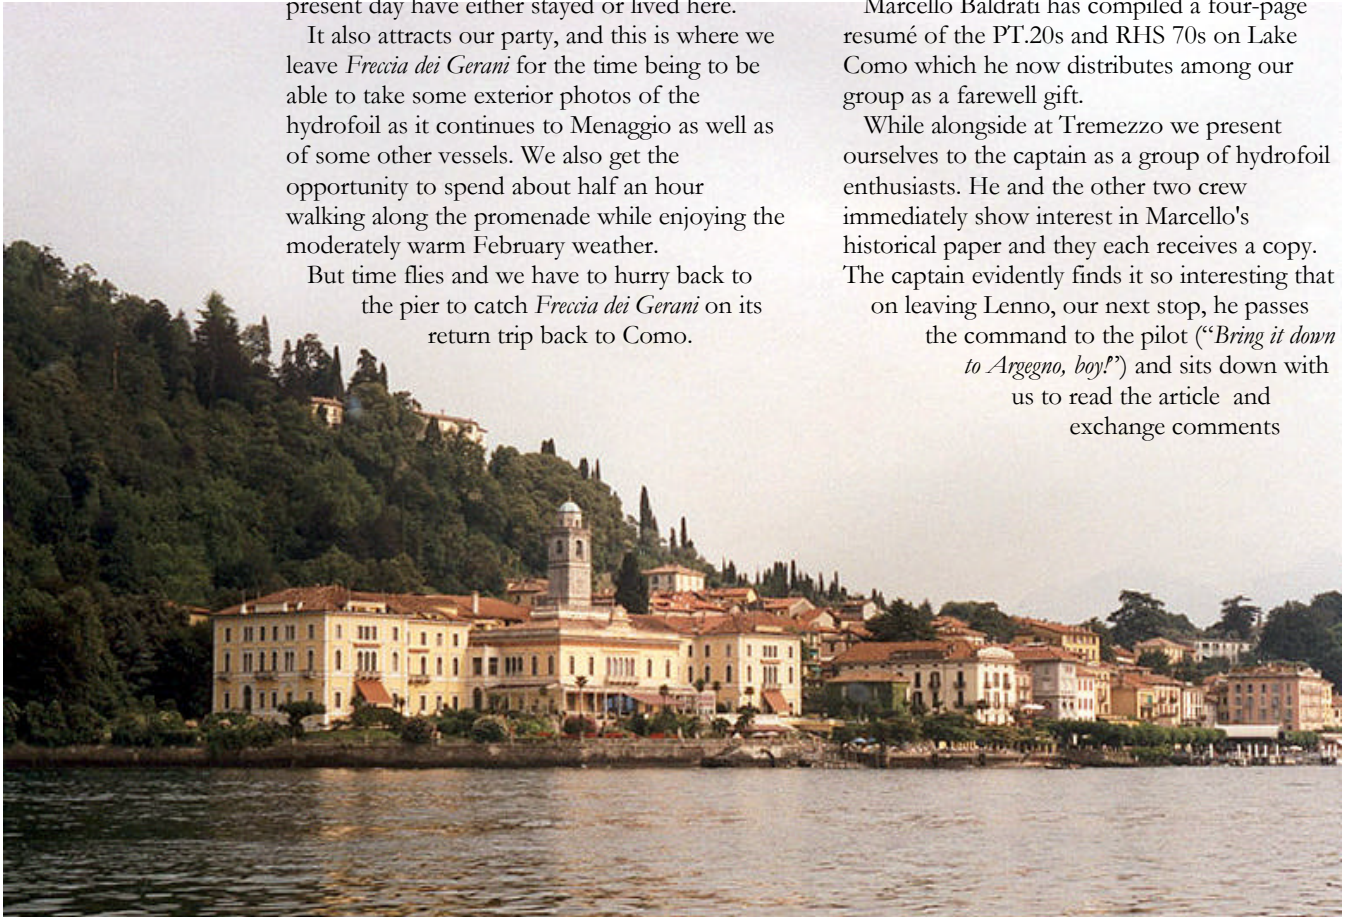 present day have either stayed or lived here.
It also attracts our party, and this is where we
leave Freccia dei Gerani for the time being to be
able to take some exterior photos of the
hydrofoil as it continues to Menaggio as well as
of some other vessels. We also get the
opportunity to spend about half an hour
walking along the promenade while enjoying the
moderately warm February weather.
But time flies and we have to hurry back to
the pier to catch Freccia dei Gerani on its
return trip back to Como.
Marcello Baldrati has compiled a four-page
resumé of the PT.20s and RHS 70s on Lake
Como which he now distributes among our
group as a farewell gift.
While alongside at Tremezzo we present
ourselves to the captain as a group of hydrofoil
enthusiasts. He and the other two crew
immediately show interest in Marcello's
historical paper and they each receives a copy.
The captain evidently finds it so interesting that
on leaving Lenno, our next stop, he passes
the command to the pilot (“Bring it down
to Argegno, boy!”) and sits down with
us to read the article and
exchange comments